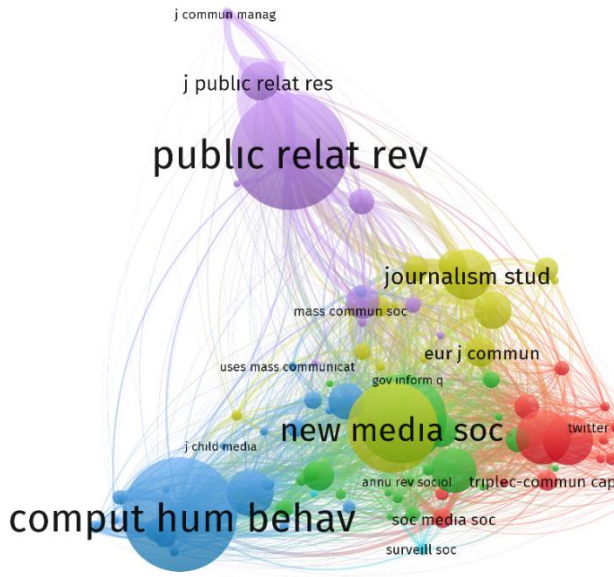 j commun manag
j public relat res
public relat rev
journalism stud
mass commun soc
eur j commun
uses mass communicat
gov inform q
new media soc
twitter
j child media
annu rev sociol
triplec-commun cap
comput hum behav
soc media soc
surveill soc